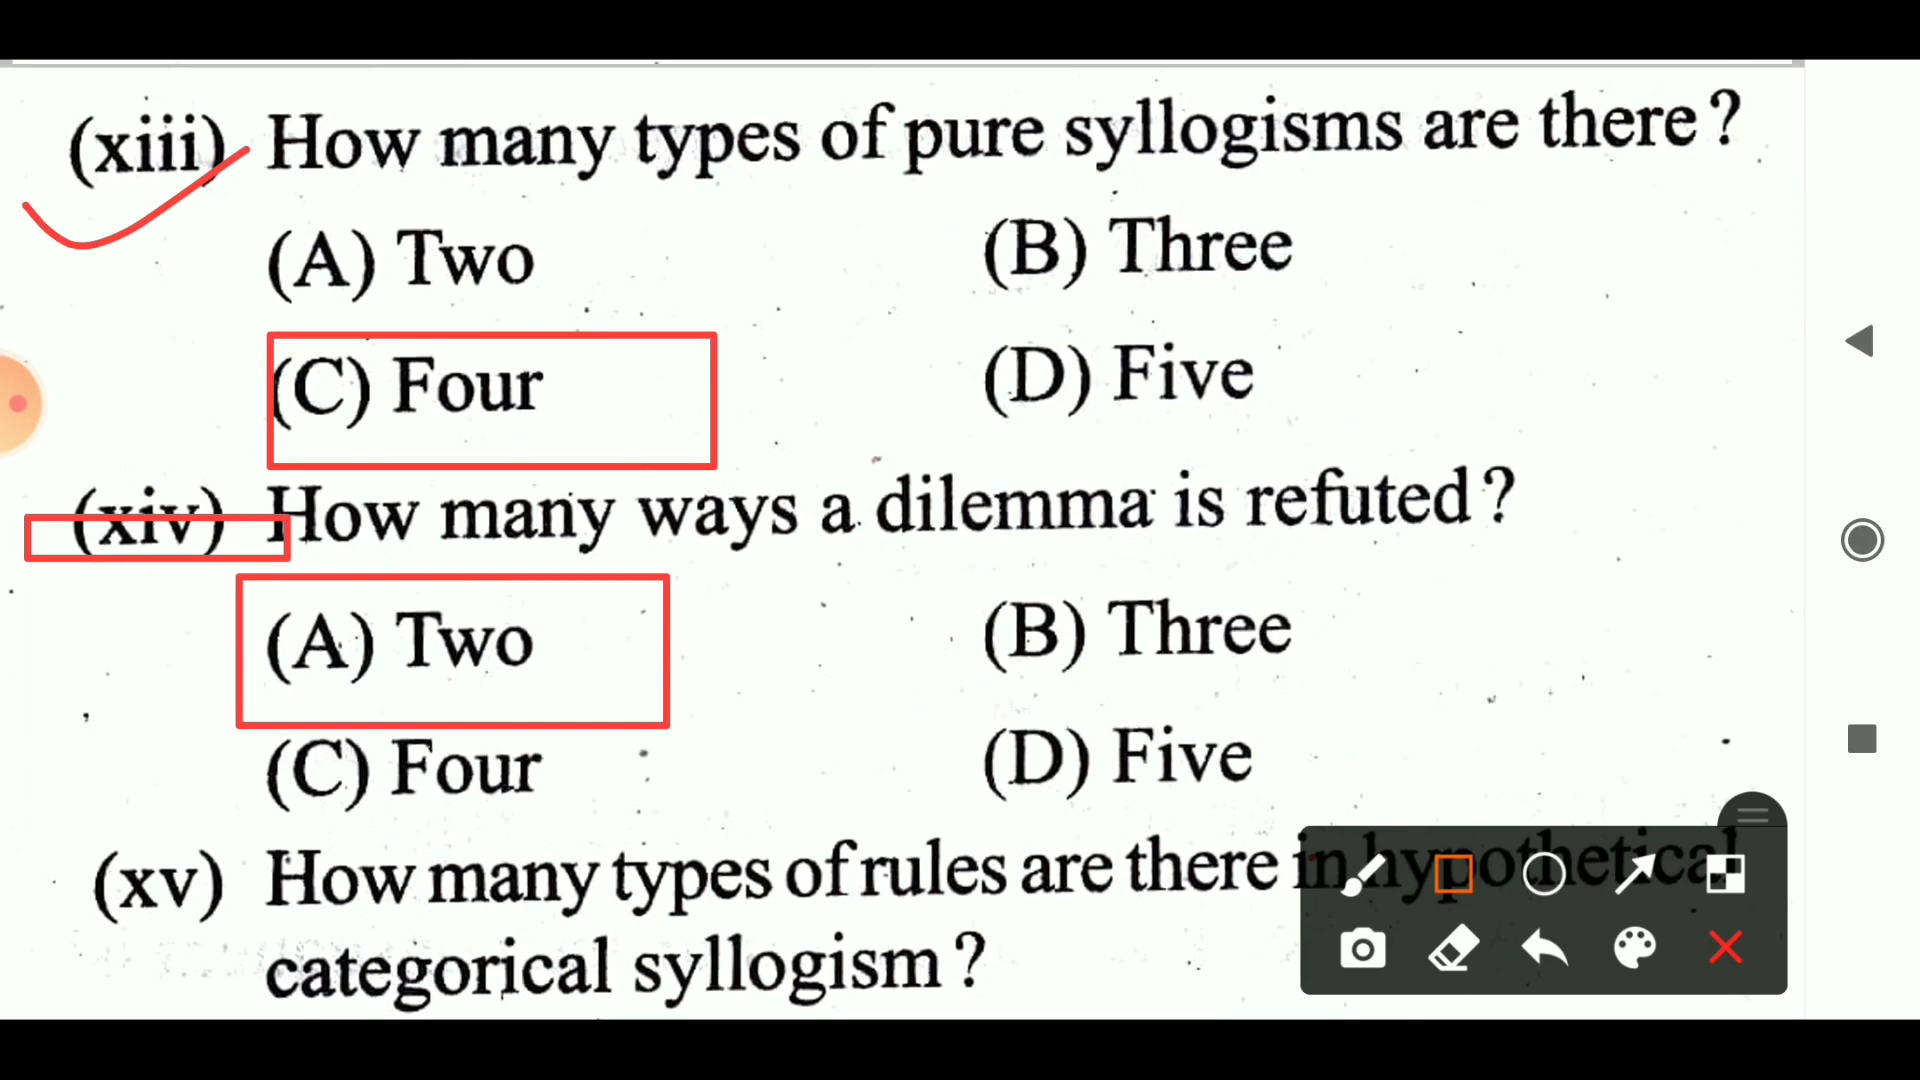 (xiii) How many types of pure syllogisms are there?
(A) Two (B) Three
(C) Four (D) Five
(xiv) How many ways a dilemma is refuted?
(A) Two (B) Three
(C) Four (D) Five
(xv) How many types of rules are there in hypothetical
categorical syllogism?